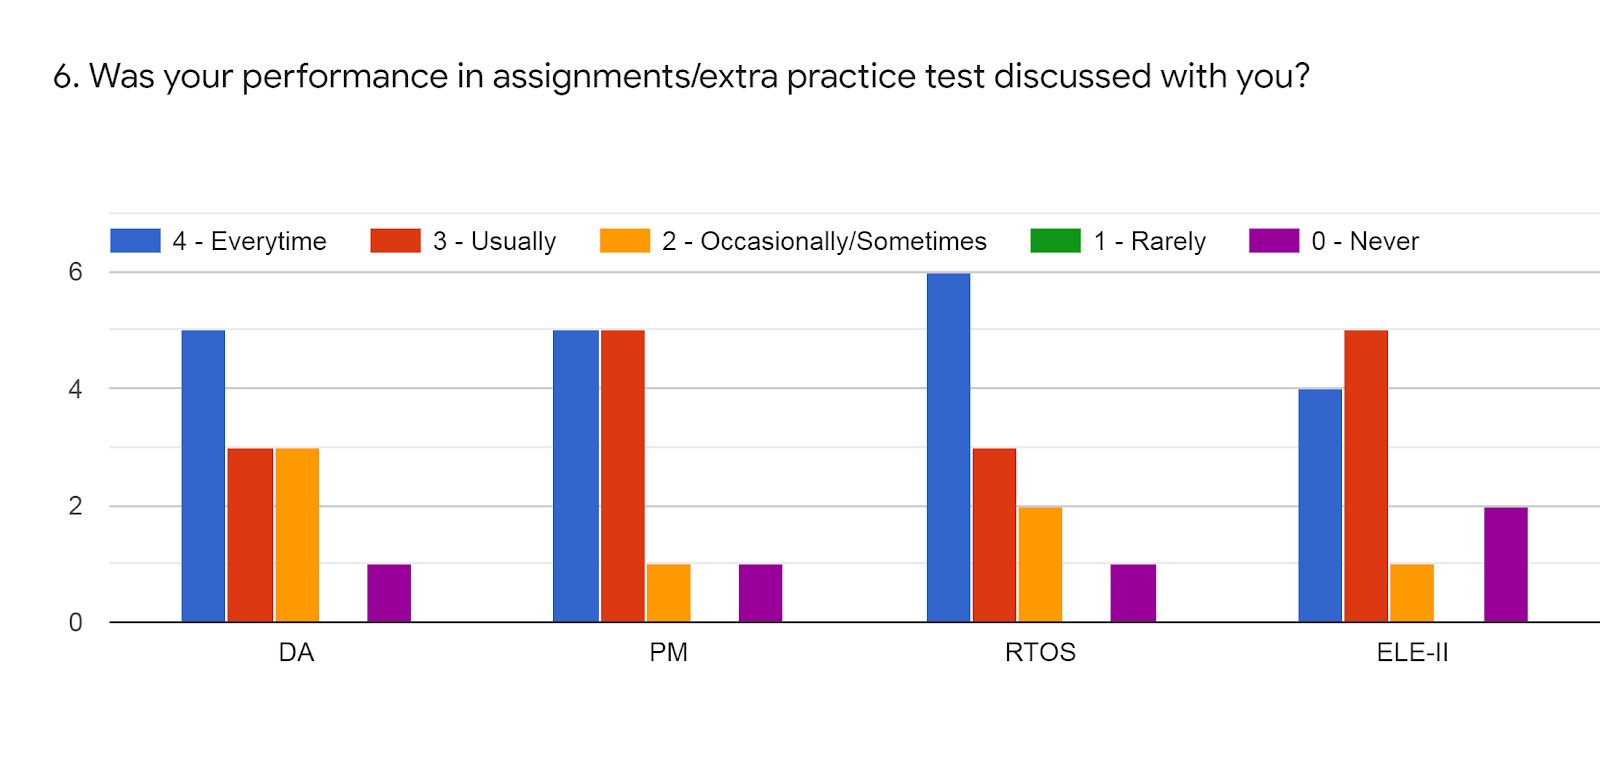 6. Was your performance in assignments/extra practice test discussed with you?
4 - Everytime 3 - Usually 2 - Occasionally/Sometimes 1 - Rarely 0 - Never
6
4
2
0
DA PM RTOS ELE-II